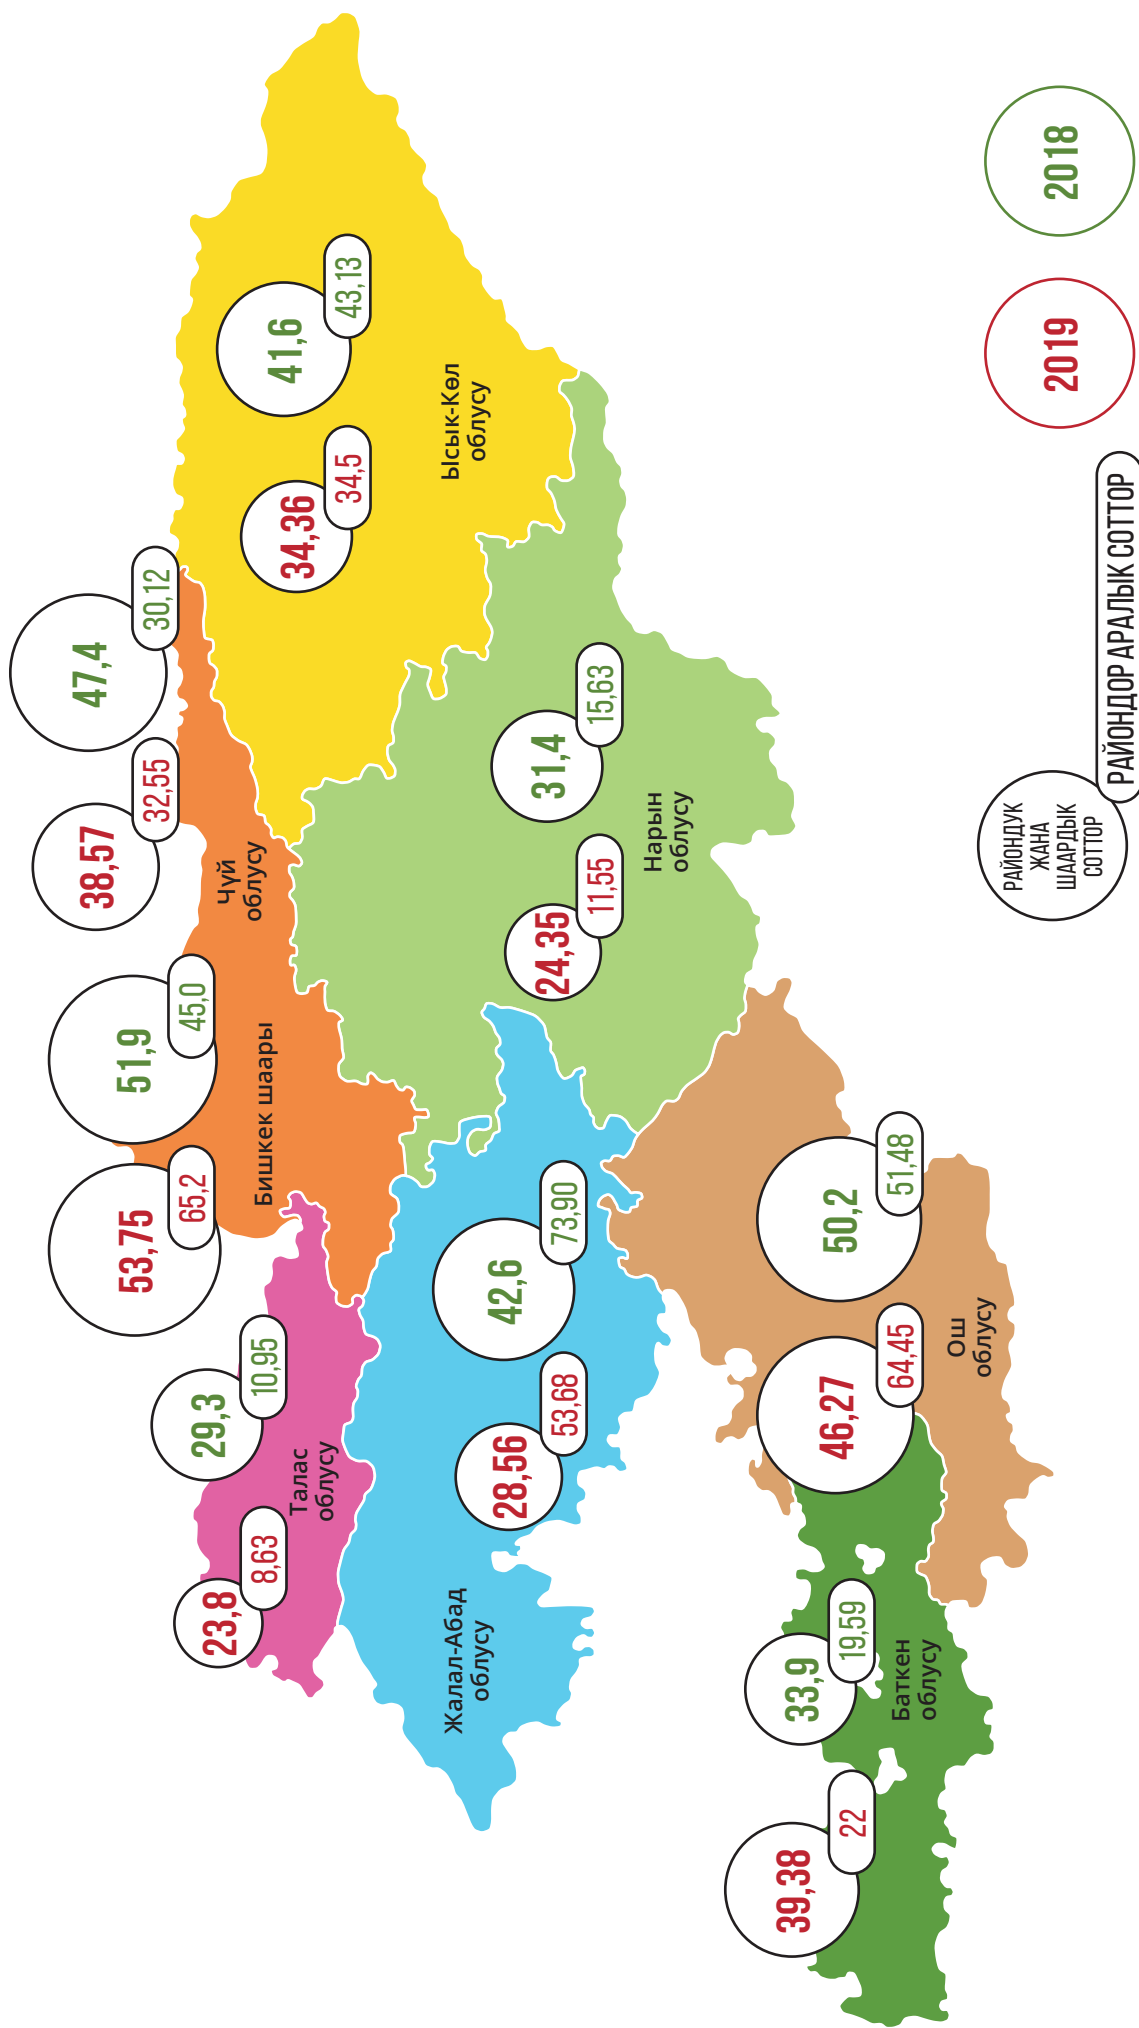 53,75
65,2
51,9
45,0
Бишкек шаары
38,57
32,55
47,4
30,12
Чүй
облусу
23,8
8,63
29,3
10,95
Талас
облусу
34,36
34,5
41,6
43,13
Ысык-Көл
облусу
28,56
53,68
42,6
73,90
Жалал-Абад
облусу
24,35
11,55
31,4
15,63
Нарын
облусу
39,38
22
33,9
19,59
Баткен
облусу
46,27
64,45
50,2
51,48
Ош
облусу
РАЙОНДУК
ЖАНА
ШААРДЫК
СОТТОР
РАЙОНДОР АРАЛЫК СОТТОР
2019
2018